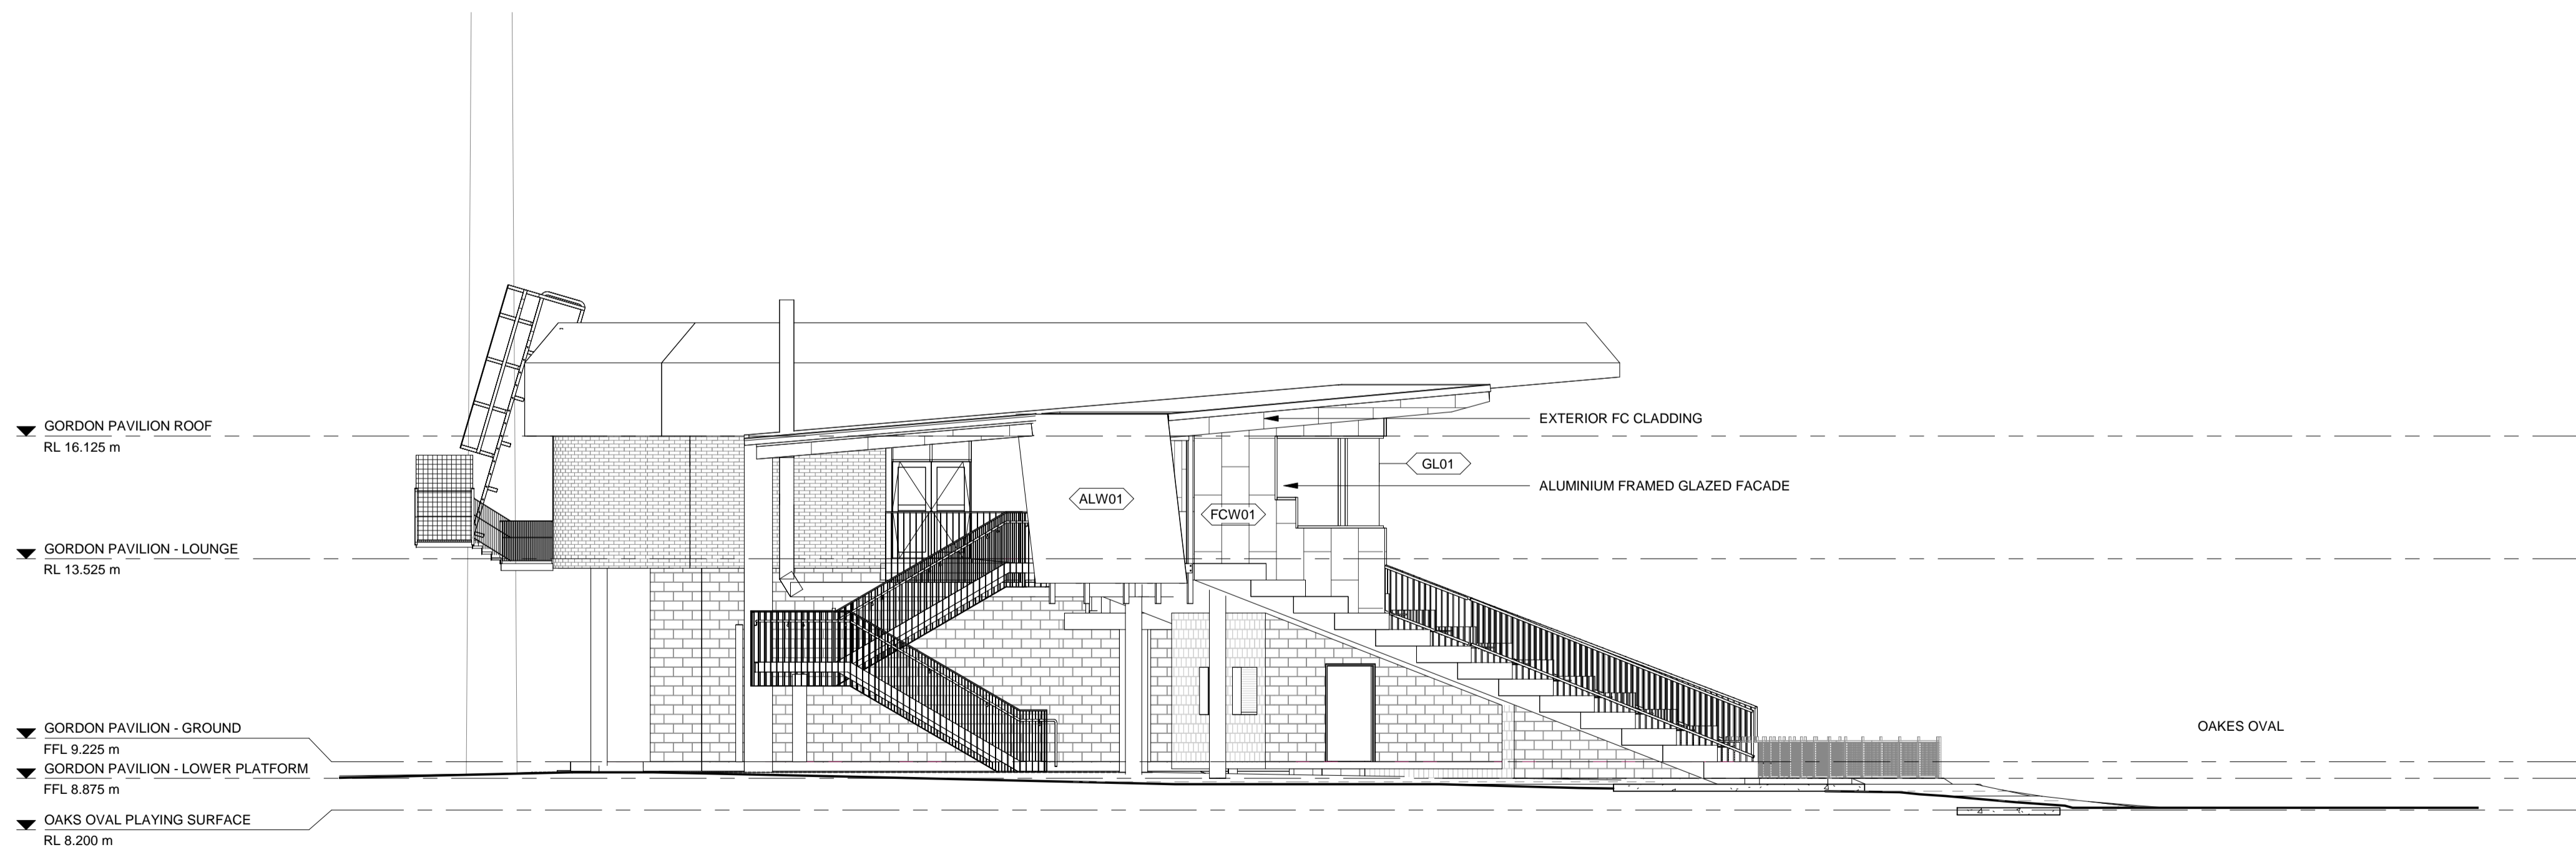 GORDON PAVILION ROOF
RL 16.125 m
EXTERIOR FC CLADDING
GL01
ALUMINIUM FRAMED GLAZED FACADE
ALW01
FCW01
GORDON PAVILION - LOUNGE
RL 13.525 m
GORDON PAVILION - GROUND
FFL 9.225 m
OAKES OVAL
GORDON PAVILION - LOWER PLATFORM
FFL 8.875 m
OAKS OVAL PLAYING SURFACE
RL 8.200 m